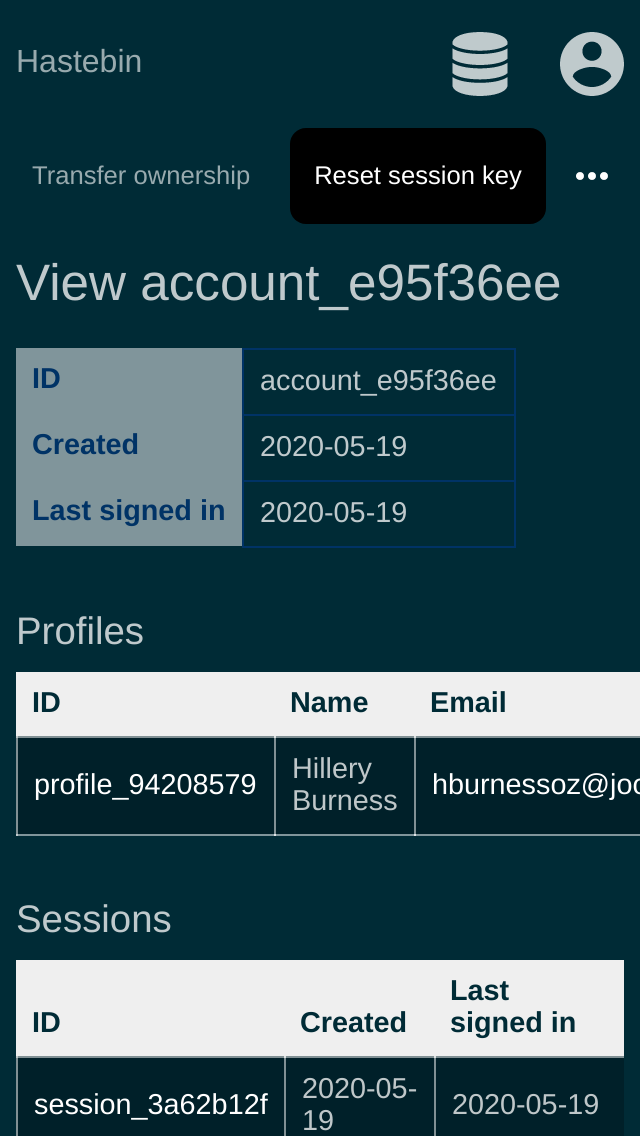 Hastebin
Transfer ownership Reset session key
View account_e95f36ee
ID account_e95f36ee
Created 2020-05-19
Last signed in 2020-05-19
Profiles
ID Name Email
profile_94208579 Hillery Burness hburnessoz@joo
Sessions
ID Created Last signed in
session_3a62b12f 2020-05-19 2020-05-19